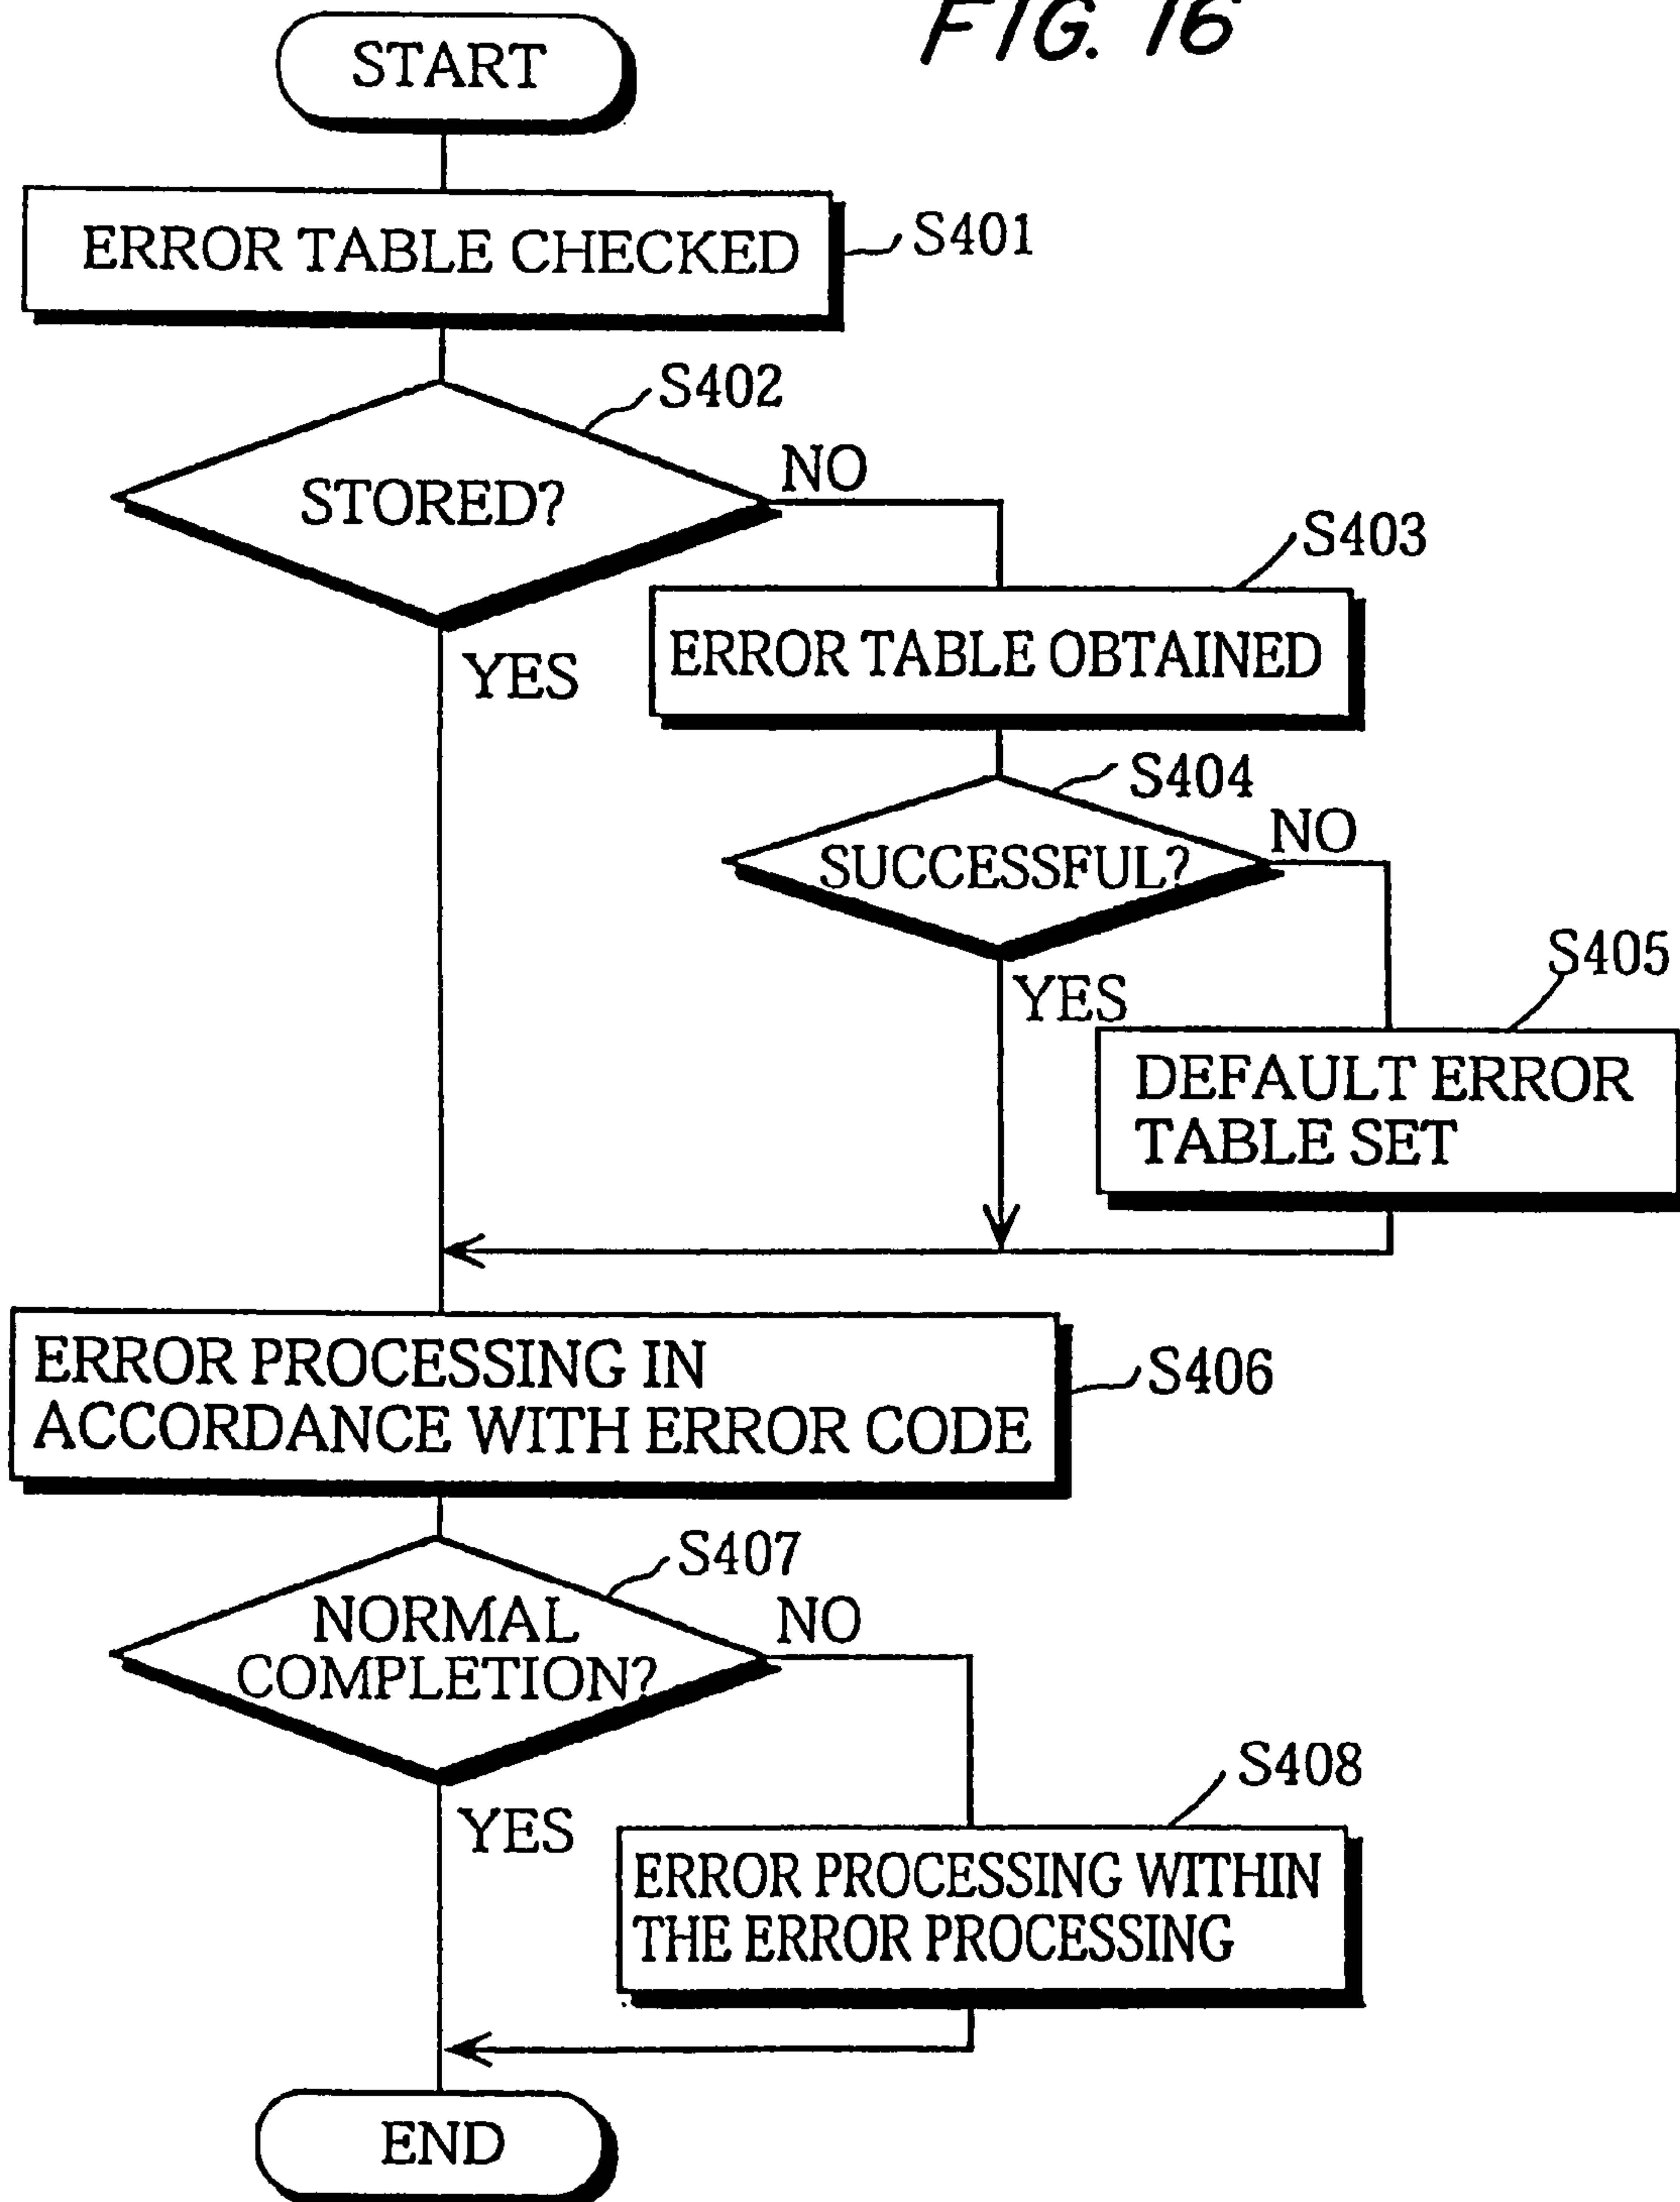 FIG. 16
START
ERROR TABLE CHECKED
S401
S402
STORED?
NO
YES
S403
ERROR TABLE OBTAINED
S404
SUCCESSFUL?
NO
YES
S405
DEFAULT ERROR
TABLE SET
ERROR PROCESSING IN
ACCORDANCE WITH ERROR CODE
S406
S407
NORMAL
COMPLETION?
NO
YES
S408
ERROR PROCESSING WITHIN
THE ERROR PROCESSING
END